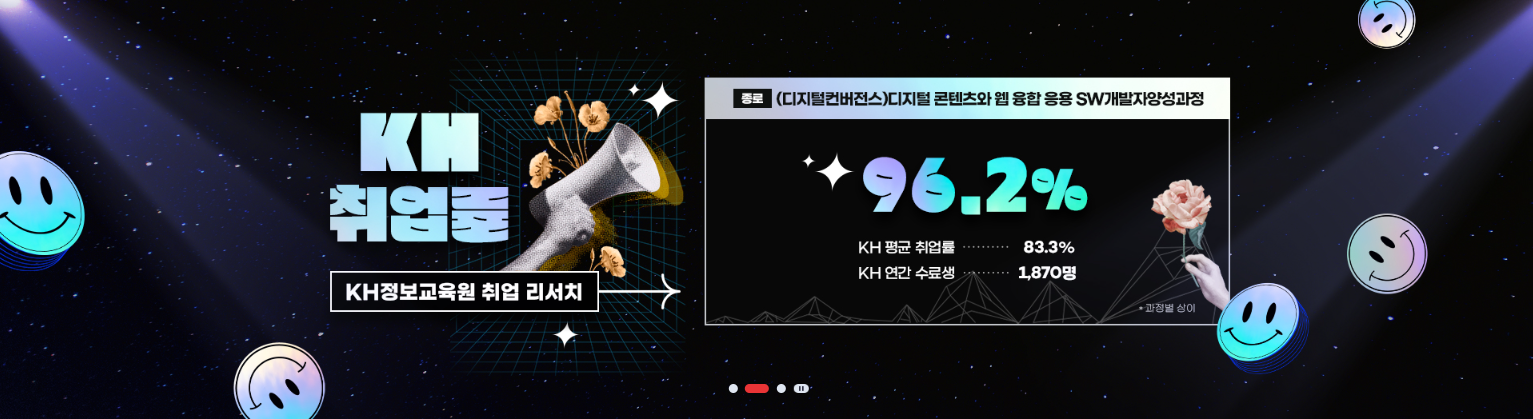 KH
취업률
KH정보교육원 취업 리서치
종로 (디지털컨버전스)디지털 콘텐츠와 웹 융합 응용 SW개발자양성과정
96.2%
KH 평균 취업률 ·········· 83.3%
KH 연간 수료생 ·········· 1,870명
• 과정별 상이